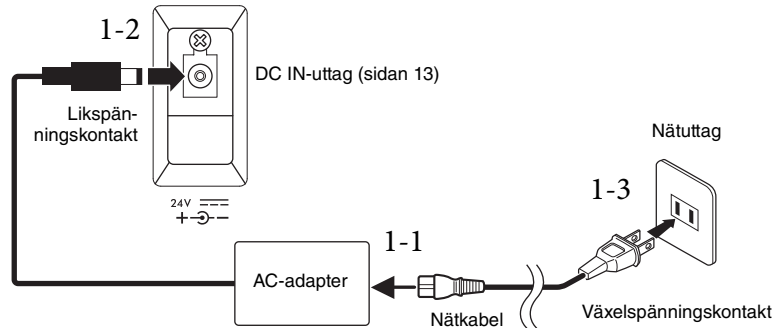 1-2
DC IN-uttag (sidan 13)
Likspän-
ningskontakt
24V
Nätuttag
1-3
1-1
AC-adapter
Nätkabel
Växelspänningskontakt